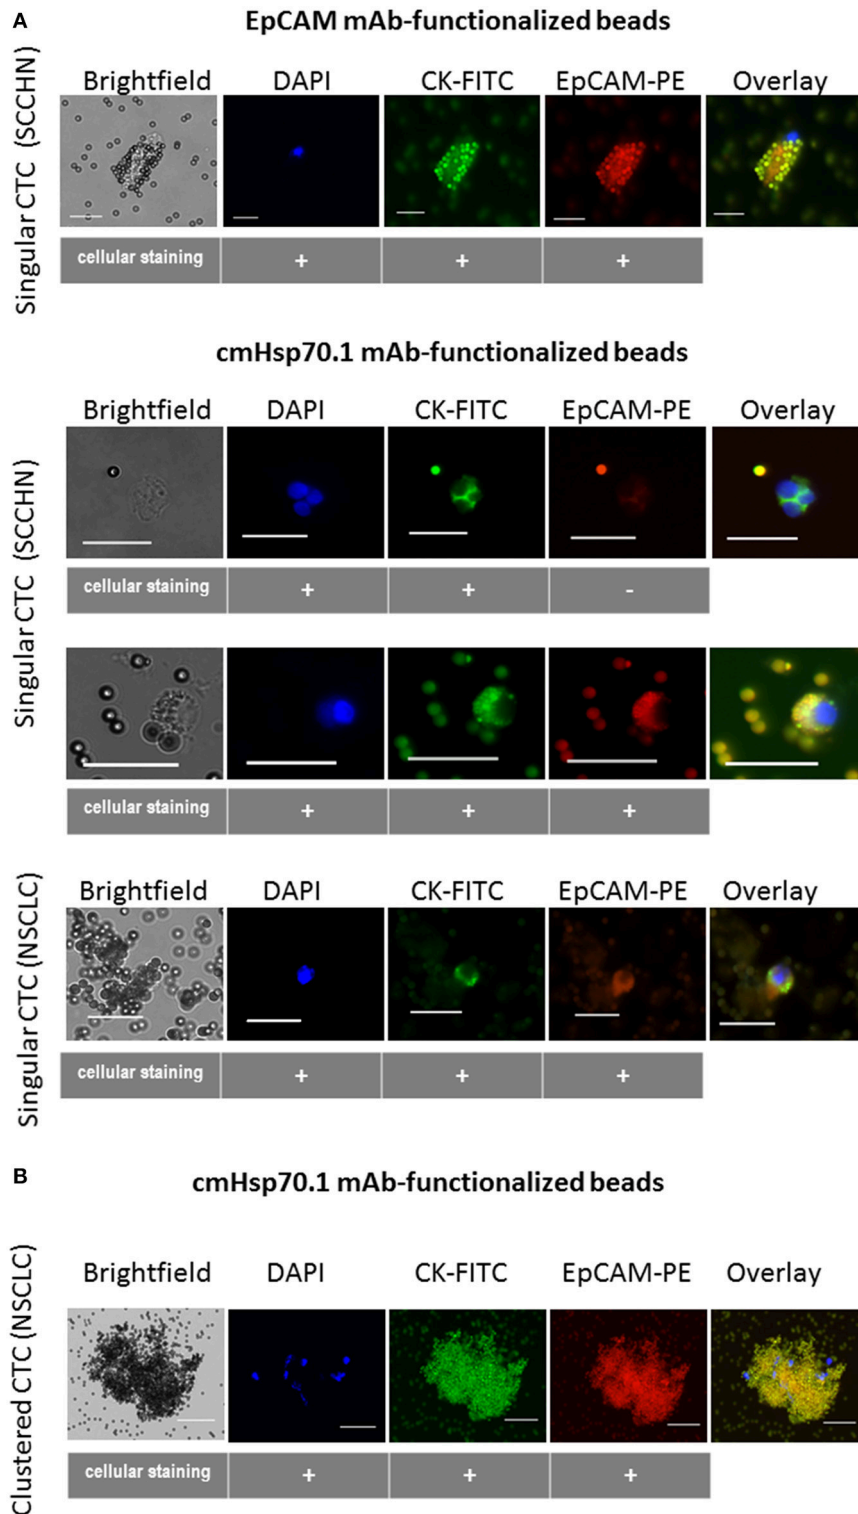 A
EpCAM mAb-functionalized beads
Singular CTC (SCCHN)
Brightfield DAPI CK-FITC EpCAM-PE Overlay
cellular staining + + +
cmHsp70.1 mAb-functionalized beads
Singular CTC (SCCHN)
Brightfield DAPI CK-FITC EpCAM-PE Overlay
cellular staining + + -
cellular staining + + +
Singular CTC (NSCLC)
Brightfield DAPI CK-FITC EpCAM-PE Overlay
cellular staining + + +
B
cmHsp70.1 mAb-functionalized beads
Clustered CTC (NSCLC)
Brightfield DAPI CK-FITC EpCAM-PE Overlay
cellular staining + + +